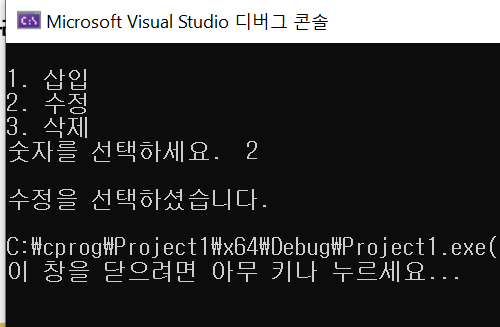 Microsoft Visual Studio 디버그 콘솔
1. 삽입
2. 수정
3. 삭제
숫자를 선택하세요. 2
수정을 선택하셨습니다.
C:\cprog\Project1\x64\Debug\Project1.exe(
이 창을 닫으려면 아무 키나 누르세요...